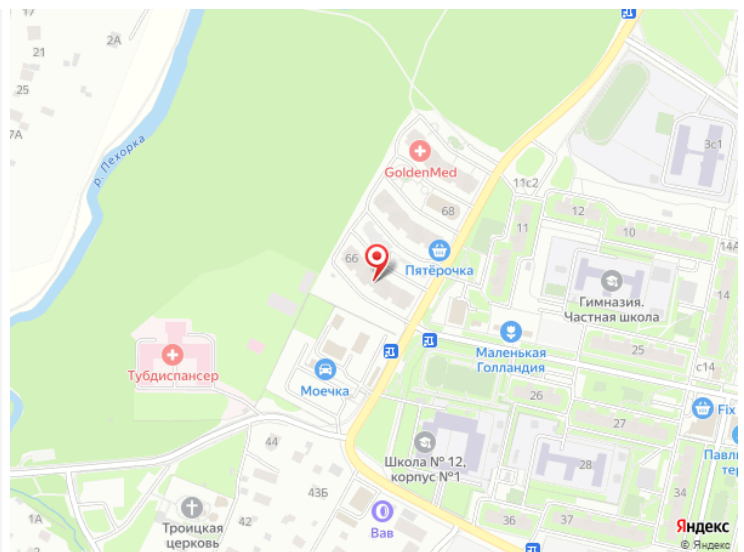 17
2А
21
25
7А
р. Пехорка
3с1
GoldenMed
11с2
68
12
11
10
14А
66
Пятёрочка
Гимназия.
Частная школа
14
Маленькая
Голландия
25
с14
Тубдиспансер
Моечка
26
27
Fix
Павли
тер
44
Школа № 12,
корпус №1
28
43Б
34
1А
Троицкая
церковь
42
Вав
36
37
Яндекс
© Яндекс